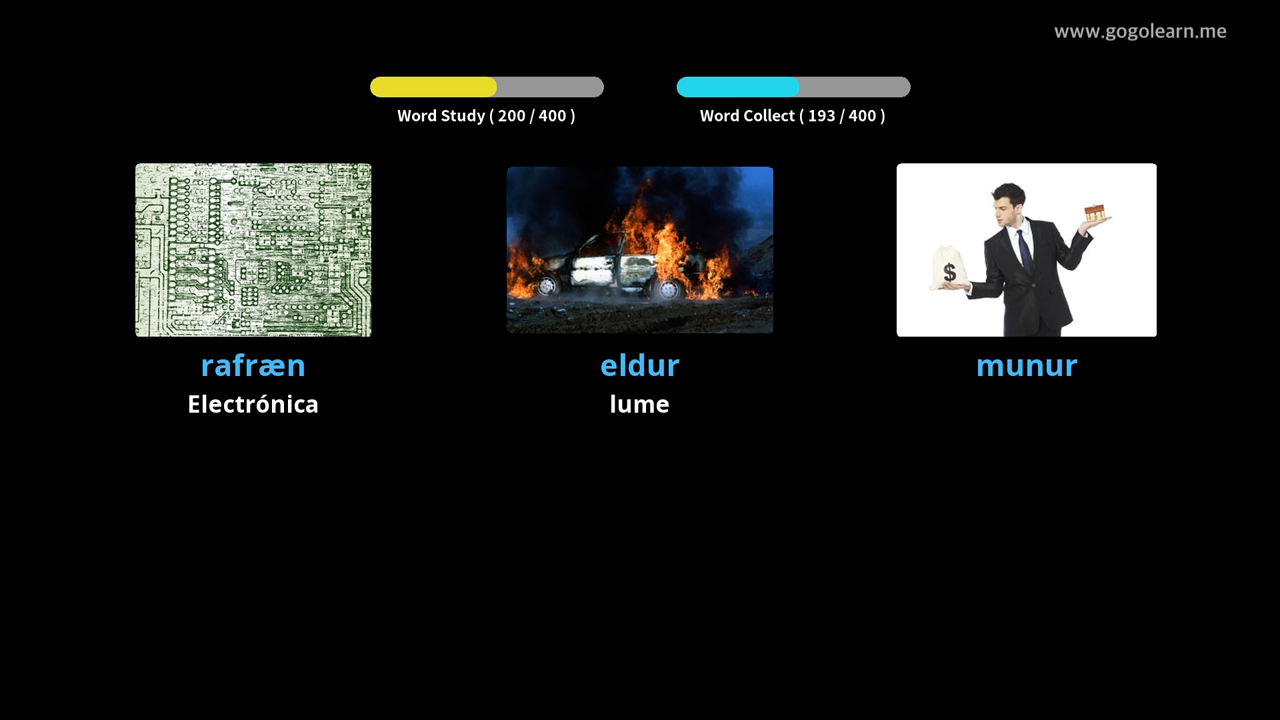 www.gogolearn.me
Word Study ( 200 / 400 )
Word Collect ( 193 / 400 )
$
rafræn
eldur
munur
Electrónica
lume